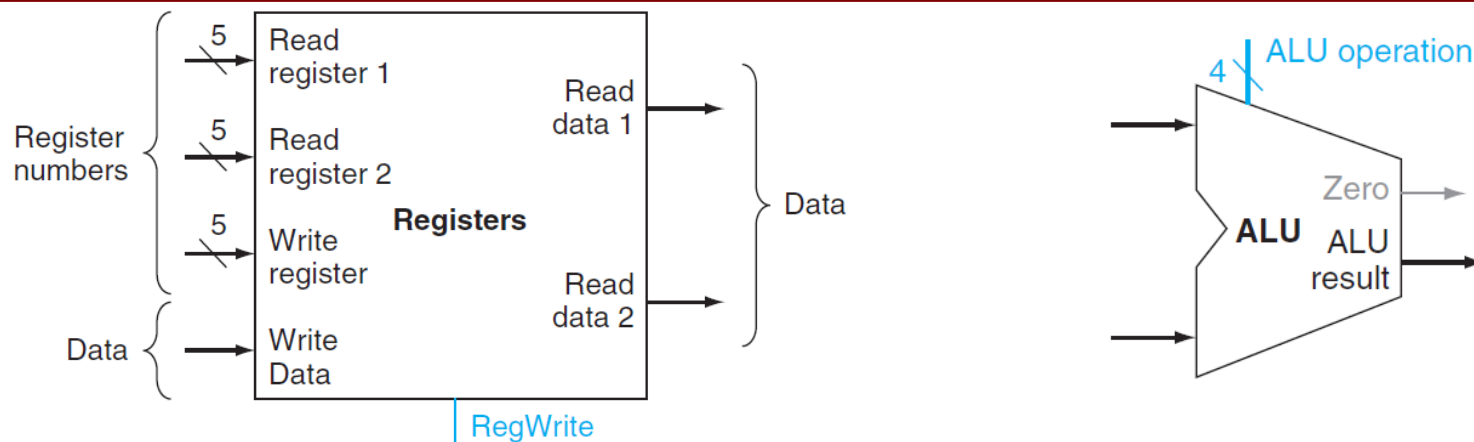 Register
numbers
Data
5
Read
register 1
5
Read
register 2
5
Write
register
Write
Data
Registers
Read
data 1
Read
data 2
RegWrite
Data
4
ALU operation
ALU
Zero
ALU
result